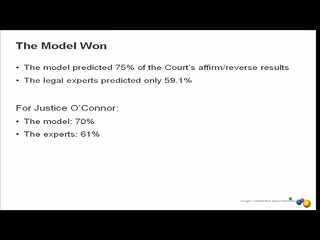 The Model Won
• The model predicted 75% of the Court's affirm/reverse results
• The legal experts predicted only 59.1%
For Justice O'Connor:
• The model: 70%
• The experts: 61%